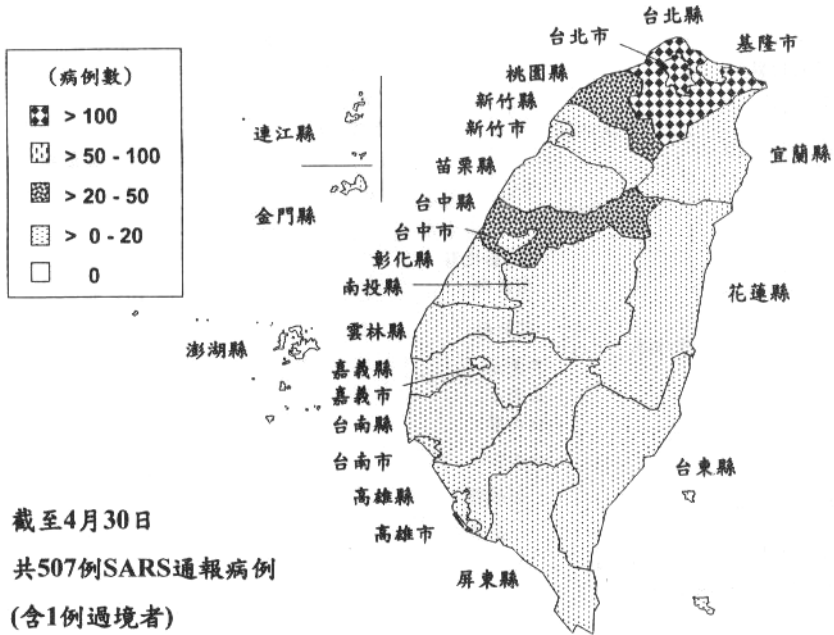 (病例數)
> 100
> 50 - 100
> 20 - 50
> 0 - 20
0
台北縣
台北市
基隆市
桃園縣
新竹縣
新竹市
連江縣
宜蘭縣
苗栗縣
台中縣
金門縣
台中市
彰化縣
南投縣
花蓮縣
雲林縣
澎湖縣
嘉義縣
嘉義市
台南縣
台南市
台東縣
高雄縣
高雄市
屏東縣
截至4月30日
共507例SARS通報病例
(含1例過境者)